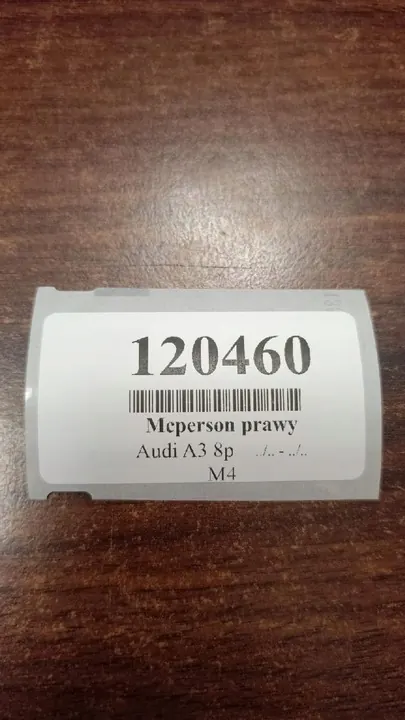 120460
Mcperson prawy
Audi A3 8p ../.. - ../..
M4